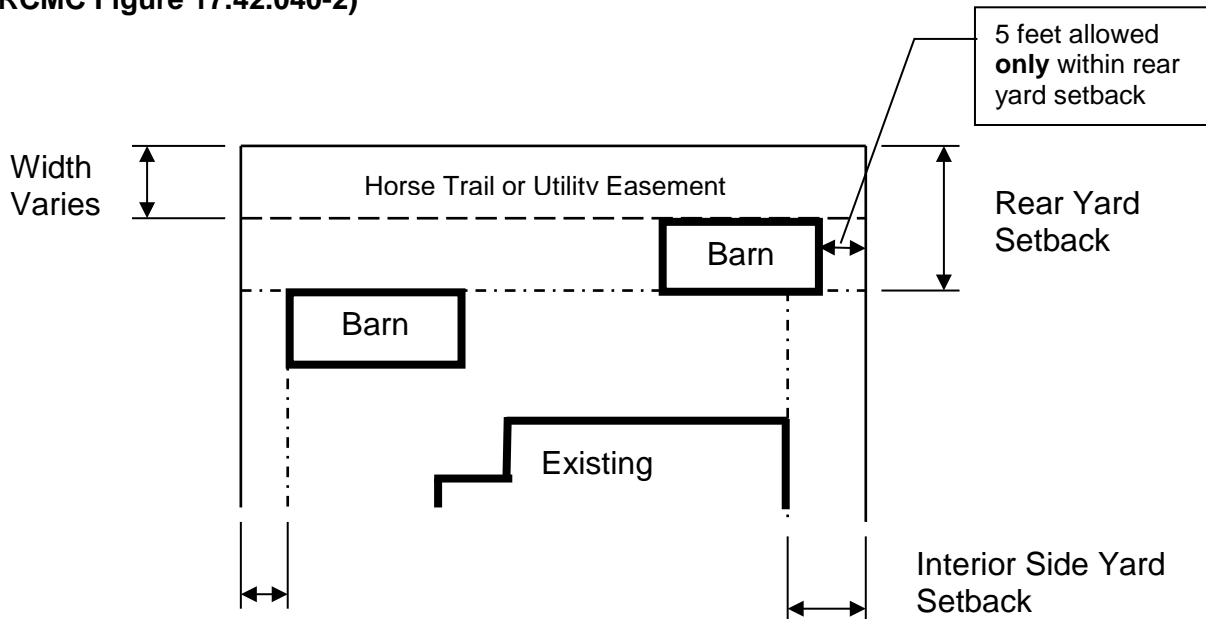 RCMC Figure 17.42.040-2)
5 feet allowed
only within rear
yard setback
Width
Varies
Horse Trail or Utility Easement
Rear Yard
Setback
Barn
Barn
Existing
Interior Side Yard
Setback